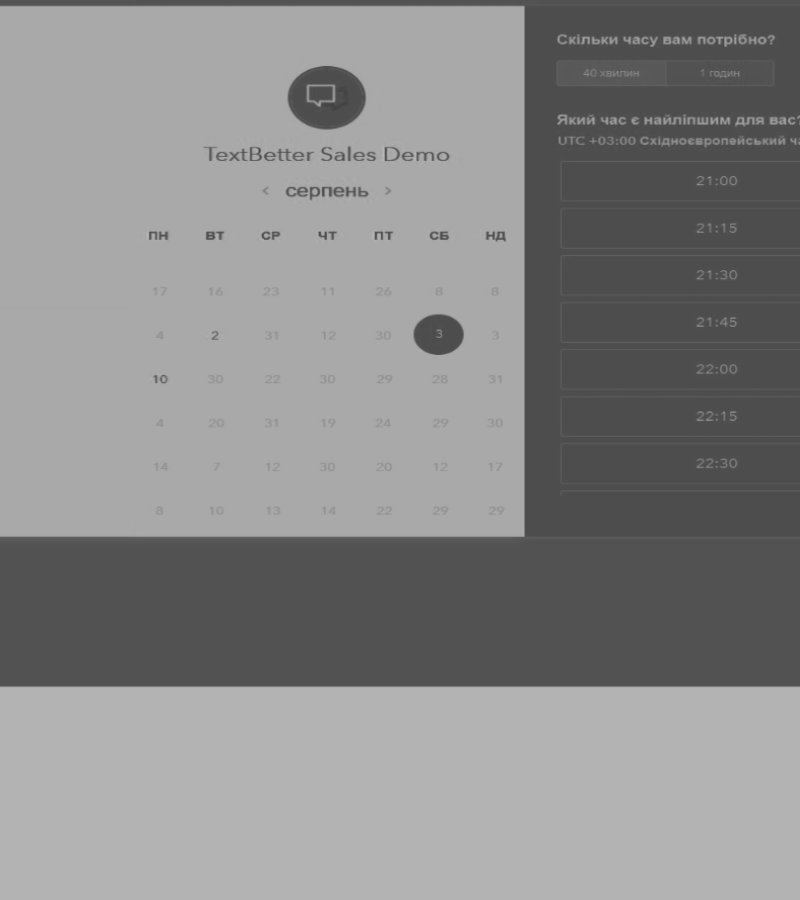 TextBetter Sales Demo
< серпень >
ПН ВТ СР ЧТ ПТ СБ НД
17 16 23 11 26 8 8
4 2 31 12 30 3 3
10 30 22 30 29 28 31
4 20 31 19 24 29 30
14 7 12 30 20 12 17
8 10 13 14 22 29 29
Скільки часу вам потрібно?
40 хвилин 1 годин
Який час є найліпшим для вас?
UTC +03:00 Східноєвропейський
21:00
21:15
21:30
21:45
22:00
22:15
22:30